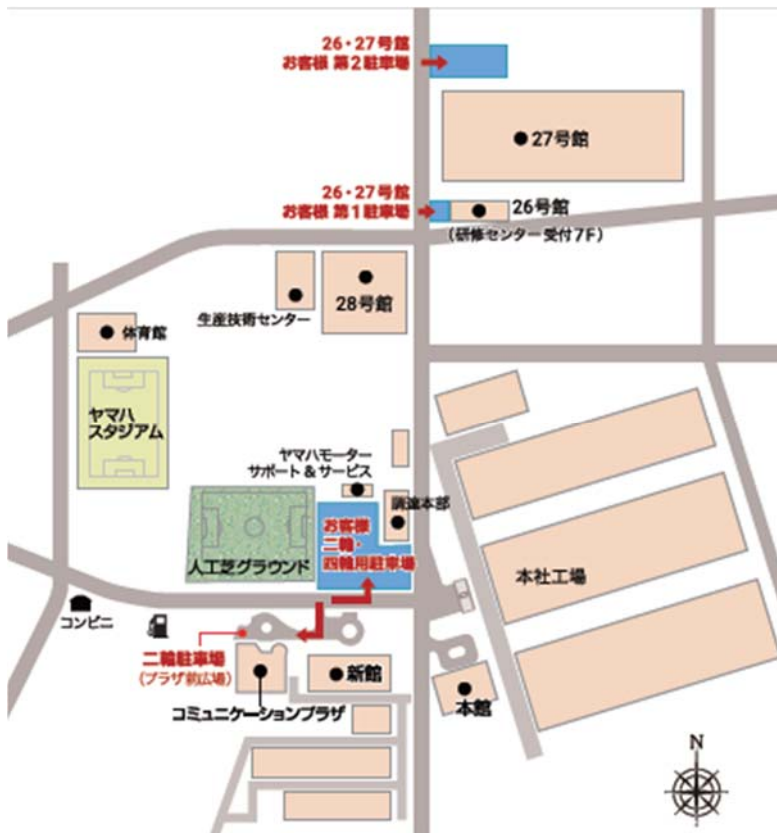 26・27号館
お客様 第2駐車場
27号館
26・27号館
お客様 第1駐車場
26号館
(研修センター受付7F)
28号館
生産技術センター
体育館
ヤマハ
スタジアム
ヤマハモーター
サポート&サービス
調達本部
お客様
二輪・
四輪用駐車場
人工芝グラウンド
本社工場
コンビニ
二輪駐車場
(プラザ前広場)
新館
コミュニケーションプラザ
本館
N